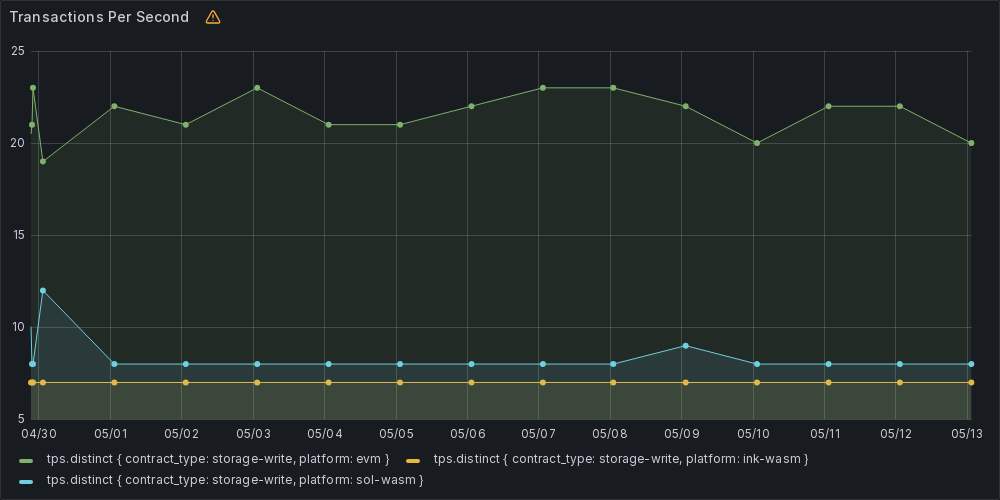 Transactions Per Second
25
20
15
10
5
04/30 05/01 05/02 05/03 05/04 05/05 05/06 05/07 05/08 05/09 05/10 05/11 05/12 05/13
tps.distinct { contract_type: storage-write, platform: evm } tps.distinct { contract_type: storage-write, platform: ink-wasm }
tps.distinct { contract_type: storage-write, platform: sol-wasm }